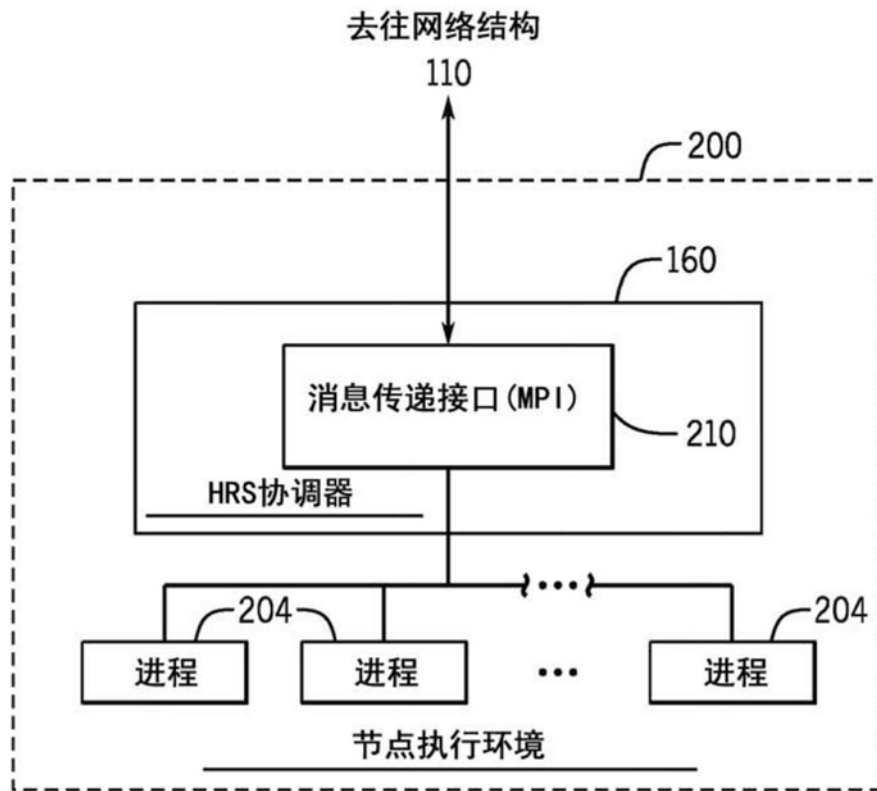 去往网络结构
110
200
160
消息传递接口(MPI)
210
HRS协调器
204
204
进程
进程
...
进程
节点执行环境